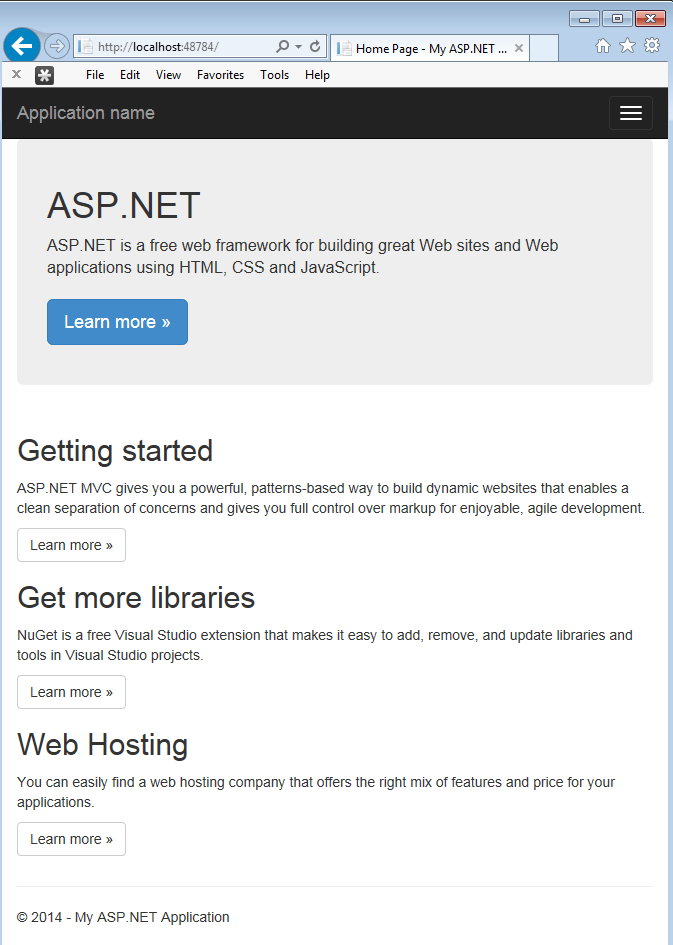 http://localhost:48784/
Home Page - My ASP.NET ...
File Edit View Favorites Tools Help
Application name
ASP.NET
ASP.NET is a free web framework for building great Web sites and Web
applications using HTML, CSS and JavaScript.
Learn more »
Getting started
ASP.NET MVC gives you a powerful, patterns-based way to build dynamic websites that enables a
clean separation of concerns and gives you full control over markup for enjoyable, agile development.
Learn more »
Get more libraries
NuGet is a free Visual Studio extension that makes it easy to add, remove, and update libraries and
tools in Visual Studio projects.
Learn more »
Web Hosting
You can easily find a web hosting company that offers the right mix of features and price for your
applications.
Learn more »
© 2014 - My ASP.NET Application